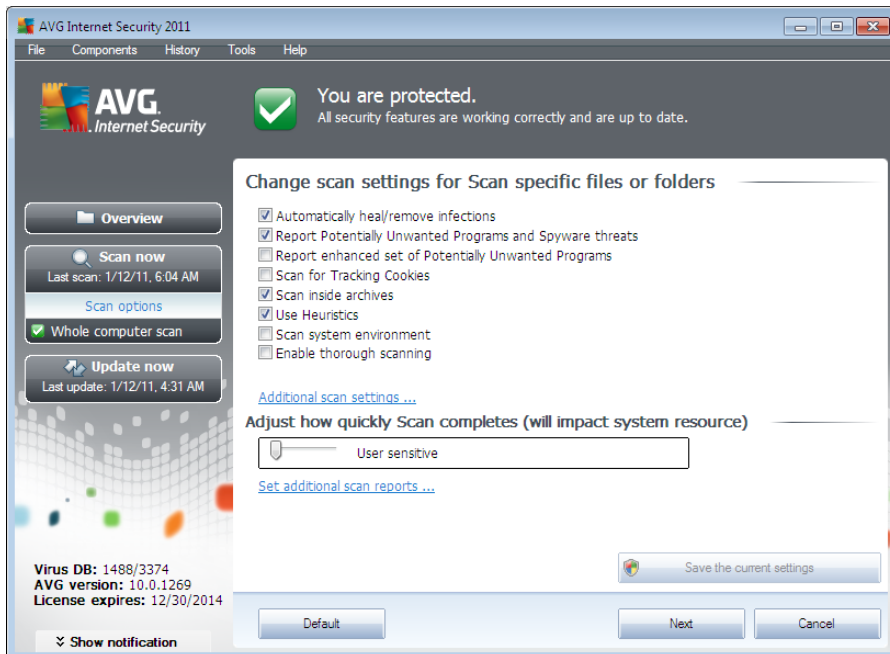 AVG Internet Security 2011
File Components History Tools Help
AVG.
Internet Security
You are protected.
All security features are working correctly and are up to date.
Overview
Scan now
Last scan: 1/12/11, 6:04 AM
Scan options
Whole computer scan
Update now
Last update: 1/12/11, 4:31 AM
Virus DB: 1488/3374
AVG version: 10.0.1269
License expires: 12/30/2014
Show notification
Change scan settings for Scan specific files or folders
Automatically heal/remove infections
Report Potentially Unwanted Programs and Spyware threats
Report enhanced set of Potentially Unwanted Programs
Scan for Tracking Cookies
Scan inside archives
Use Heuristics
Scan system environment
Enable thorough scanning
Additional scan settings ...
Adjust how quickly Scan completes (will impact system resource)
User sensitive
Set additional scan reports ...
Save the current settings
Default Next Cancel